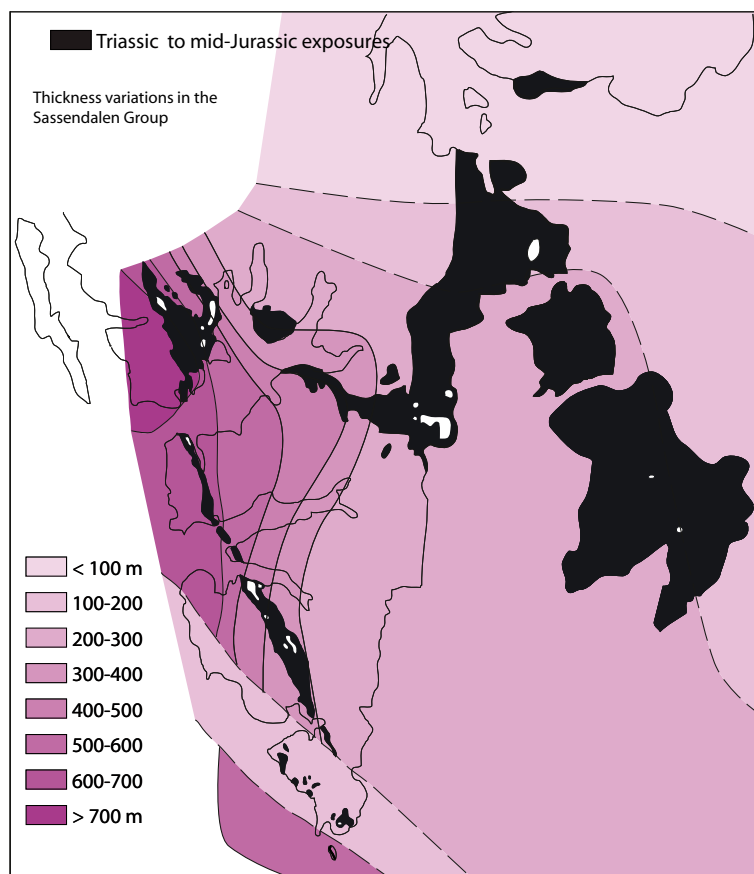 Triassic to mid-Jurassic exposures
Thickness variations in the
Sassendalen Group
< 100 m
100-200
200-300
300-400
400-500
500-600
600-700
> 700 m